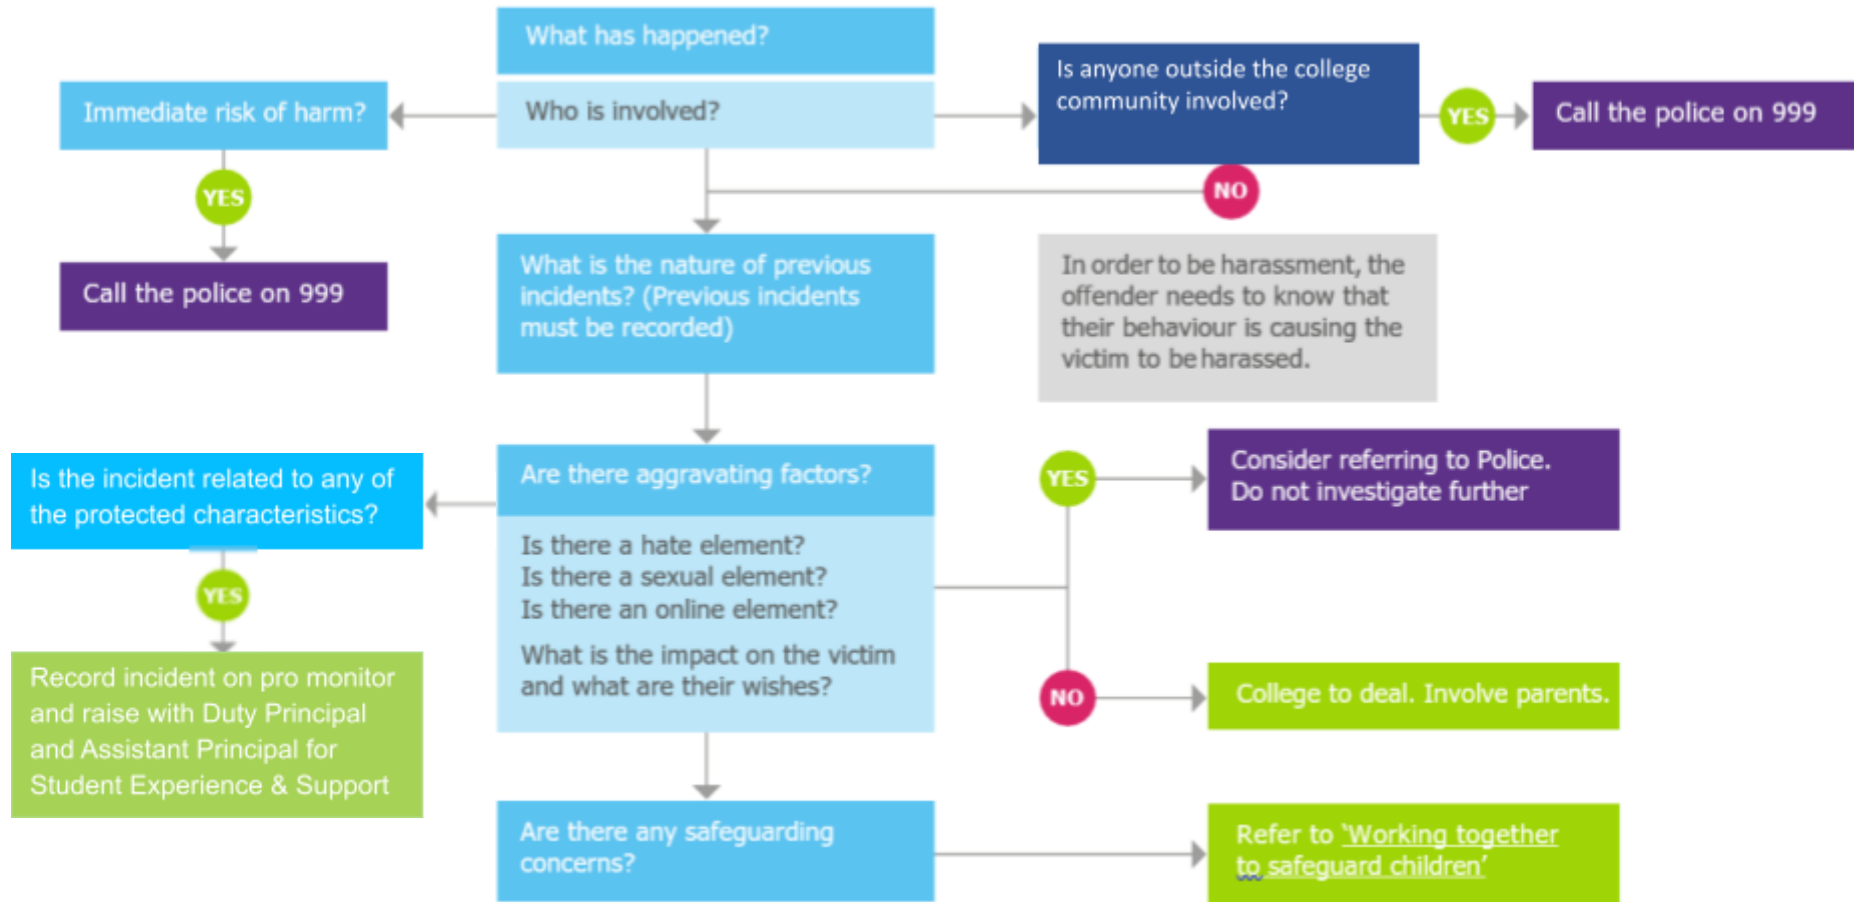 What has happened?
Who is involved?
Immediate risk of harm?
YES
Call the police on 999
Is anyone outside the college
community involved?
YES
Call the police on 999
NO
What is the nature of previous
incidents? (Previous incidents
must be recorded)
In order to be harassment, the
offender needs to know that
their behaviour is causing the
victim to be harassed.
Are there aggravating factors?
Is there a hate element?
Is there a sexual element?
Is there an online element?
What is the impact on the victim
and what are their wishes?
Is the incident related to any of
the protected characteristics?
YES
Record incident on pro monitor
and raise with Duty Principal
and Assistant Principal for
Student Experience & Support
YES
Consider referring to Police.
Do not investigate further
NO
College to deal. Involve parents.
Are there any safeguarding
concerns?
Refer to ‘Working together
to safeguard children’